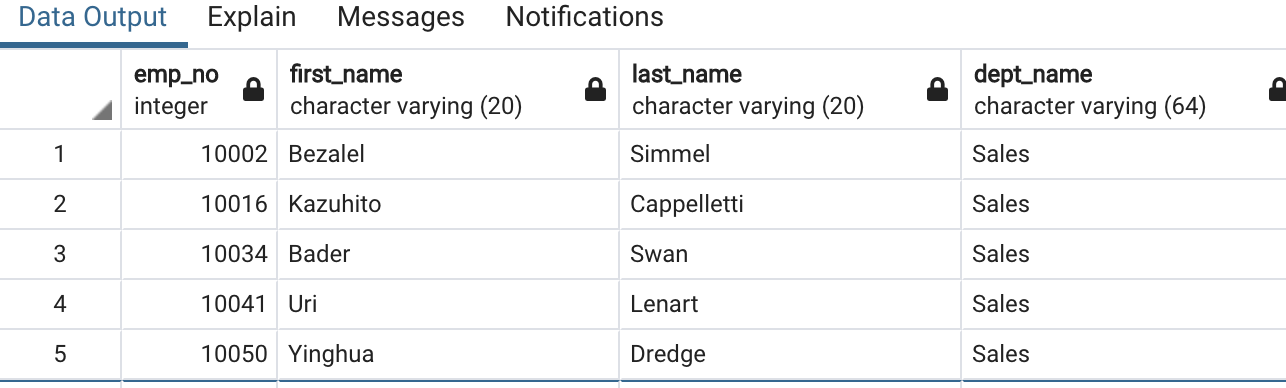 Data Output Explain Messages Notifications
emp_no first_name last_name dept_name
integer character varying (20) character varying (20) character varying (64)
1 10002 Bezalel Simmel Sales
2 10016 Kazuhito Cappelletti Sales
3 10034 Bader Swan Sales
4 10041 Uri Lenart Sales
5 10050 Yinghua Dredge Sales